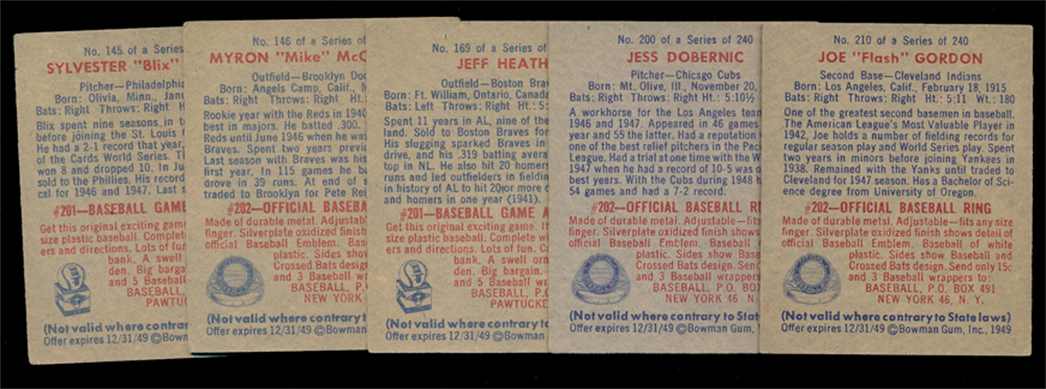 No. 145 of a Series
SYLVESTER "Blix"
Pitcher—Philadelphia
Born: Olivia, Minn., Jan
Bats: Right Throws: Right H
Blix spent nine seasons, in t
before joining the St. Louis
He had a 2-1 record that year,
of the Cards World Series. T
won 8 and dropped 10. In Ju
sold to the Phillies. His record
cal for 1946 and 1947. Last s
#201—BASEBALL GAME
Get this original exciting game
size plastic baseball. Complete
ers and directions. Lots of fun
bank. A swell
den. Big bargain
and 5 Baseball
BASEBALL,
PAWTUC
(Not valid where contrary
Offer expires 12/31/49 ©Bowman
No. 146 of a Series of
MYRON "Mike" McC
Outfield—Brooklyn Do
Born: Angels Camp, Calif., M
Bats: Right Throws: Right Ht.:
Rookie year with the Reds in 1940
best in majors. He batted .300.
Reds until June 1946 when he was
Braves. Spent two years previ
Last season with Braves was his
first year. In 115 games he b
drove in 39 runs. At end of s
traded to Brooklyn for Pete Rei
#202—OFFICIAL BASEBA
Made of durable metal. Adjustab
finger. Silverplate oxidized finish
official Baseball Emblem. Bas
plastic. Sides sho
Crossed Bats desi
and 3 Baseball w
BASEBALL, P.
NEW YORK
(Not valid where contrary to
Offer expires 12/31/49 ©Bowman
No. 169 of a Series of
JEFF HEATH
Outfield—Boston Bra
Born: Ft. William, Ontario, Canada
Bats: Left Throws: Right Ht.: 5:
Spent 11 years in AL, nine of the
land. Sold to Boston Braves for
His slugging sparked Braves in
drive, and his .319 batting avera
top in NL. He also hit 20 homers
runs and led outfielders in fieldin
in history of AL to hit 20 or more d
and homers in one year (1941).
#201—BASEBALL GAME A
Get this original exciting game. In
size plastic baseball. Complete wi
ers and directions. Lots of fun. C
bank. A swell orn
den. Big bargain.
and 5 Baseball
BASEBALL, P.O
PAWTUCKE
(Not valid where contrary to
Offer expires 12/31/49 ©Bowman
No. 200 of a Series of 240
JESS DOBERNIC
Pitcher—Chicago Cubs
Born: Mt. Olive, Ill., November 20,
Bats: Right Throws: Right Ht.: 5:10½
A workhorse for the Los Angeles team
1946 and 1947. Appeared in 46 games
year and 55 the latter. Had a reputation
one of the best relief pitchers in the Paci
League. Had a trial at one time with the W
1947 when he had a record of 10-5 was o
best years. With the Cubs during 1948 h
54 games and had a 7-2 record.
#202—OFFICIAL BASEBALL RI
Made of durable metal. Adjustable—fits
finger. Silverplate oxidized finish shows d
official Baseball Emblem. Baseball of
plastic. Sides show Baseb
Crossed Bats design. Send
and 3 Baseball wrappers
BASEBALL, P.O. BOX
NEW YORK 46 N.
(Not valid where contrary to Stat
Offer expires 12/31/49 ©Bowman Gum,
No. 210 of a Series of 240
JOE "Flash" GORDON
Second Base—Cleveland Indians
Born: Los Angeles, Calif., February 18, 1915
Bats: Right Throws: Right Ht.: 5:11 Wt.: 180
One of the greatest second basemen in baseball.
The American League's Most Valuable Player in
1942, Joe holds a number of fielding records for
regular season play and World Series play. Spent
two years in minors before joining Yankees in
1938. Remained with the Yanks until traded to
Cleveland for 1947 season. Has a Bachelor of Sci-
ence degree from University of Oregon.
#202—OFFICIAL BASEBALL RING
Made of durable metal. Adjustable—fits any size
finger. Silverplate oxidized finish shows detail of
official Baseball Emblem. Baseball of white
plastic. Sides show Baseball and
Crossed Bats design. Send only 15c
and 3 Baseball wrappers to:
BASEBALL, P.O. BOX 491
NEW YORK 46, N. Y.
(Not valid where contrary to State laws)
Offer expires 12/31/49 ©Bowman Gum, Inc., 1949